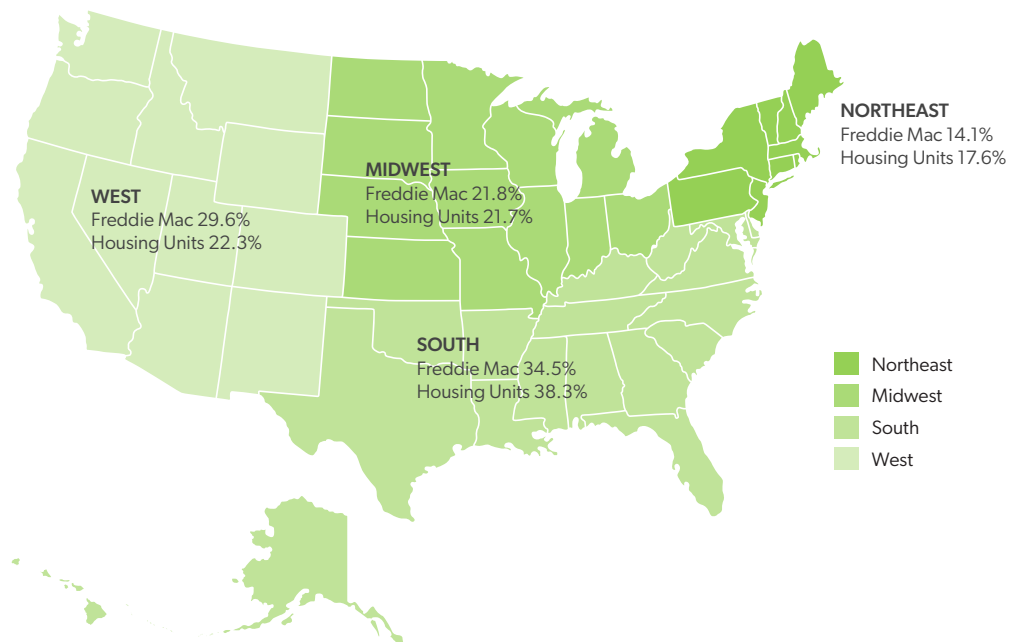 NORTHEAST
Freddie Mac 14.1%
Housing Units 17.6%
MIDWEST
Freddie Mac 21.8%
Housing Units 21.7%
WEST
Freddie Mac 29.6%
Housing Units 22.3%
SOUTH
Freddie Mac 34.5%
Housing Units 38.3%
Northeast
Midwest
South
West